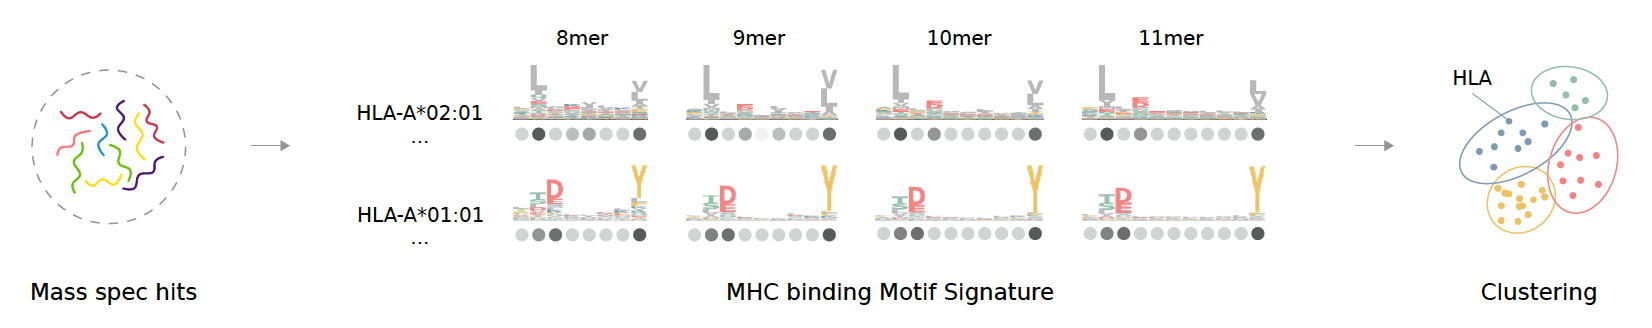 8mer 9mer 10mer 11mer
HLA
HLA-A*02:01
...
HLA-A*01:01
...
Mass spec hits MHC binding Motif Signature Clustering